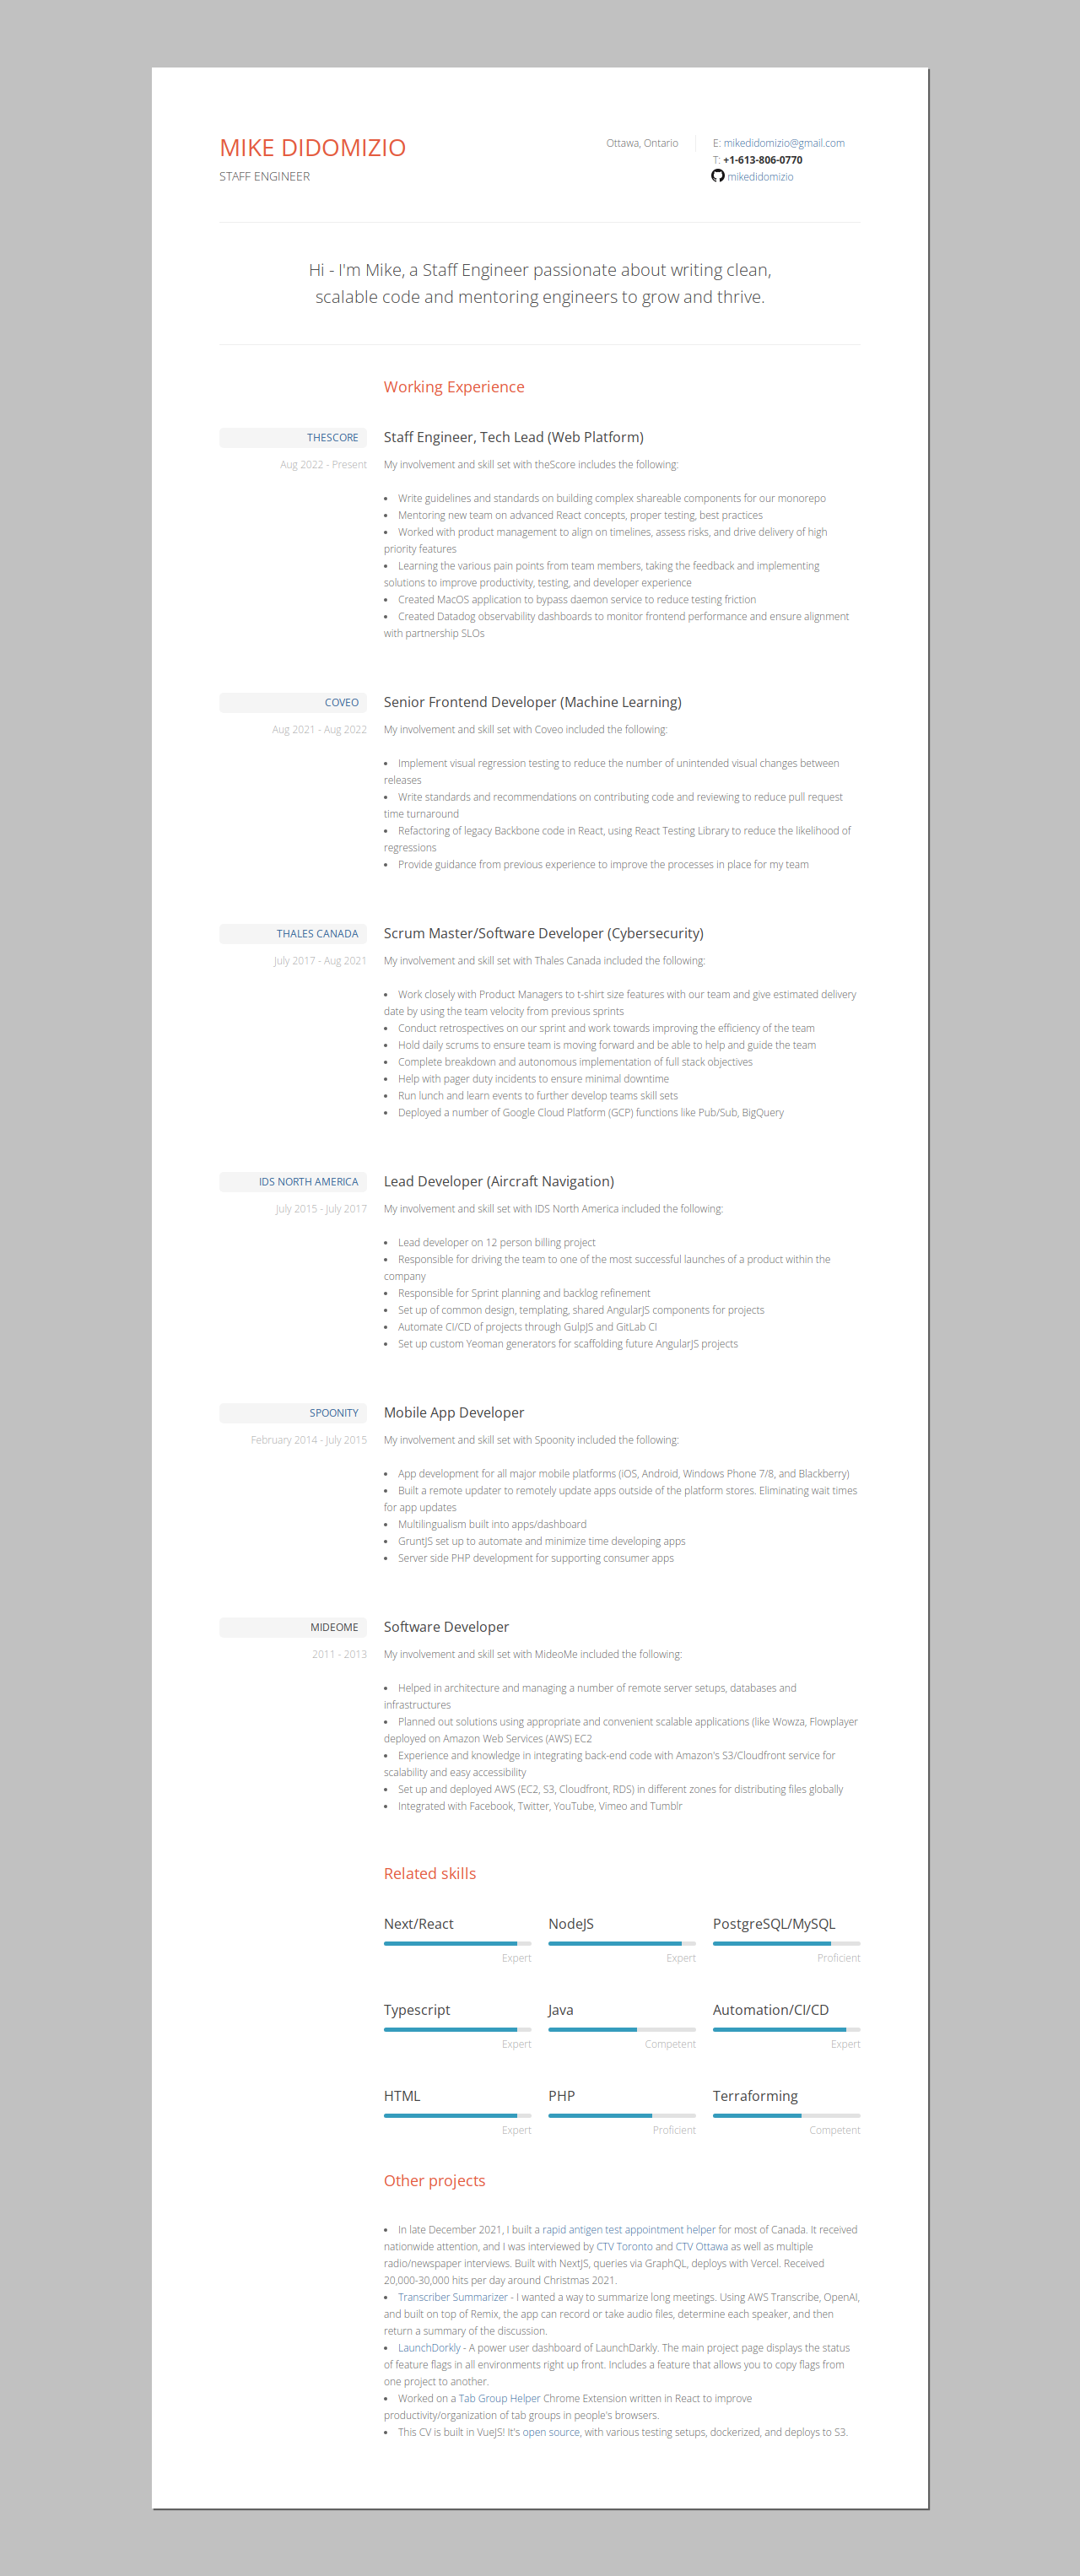 MIKE DIDOMIZIO
STAFF ENGINEER
Ottawa, Ontario
E: mikedidomizio@gmail.com
T: +1-613-806-0770
mikedidomizio
Hi - I'm Mike, a Staff Engineer passionate about writing clean,
scalable code and mentoring engineers to grow and thrive.
Working Experience
THESCORE
Aug 2022 - Present
Staff Engineer, Tech Lead (Web Platform)
My involvement and skill set with theScore includes the following:
• Write guidelines and standards on building complex shareable components for our monorepo
• Mentoring new team on advanced React concepts, proper testing, best practices
• Worked with product management to align on timelines, assess risks, and drive delivery of high
priority features
• Learning the various pain points from team members, taking the feedback and implementing
solutions to improve productivity, testing, and developer experience
• Created MacOS application to bypass daemon service to reduce testing friction
• Created Datadog observability dashboards to monitor frontend performance and ensure alignment
with partnership SLOs
COVEO
Aug 2021 - Aug 2022
Senior Frontend Developer (Machine Learning)
My involvement and skill set with Coveo included the following:
• Implement visual regression testing to reduce the number of unintended visual changes between
releases
• Write standards and recommendations on contributing code and reviewing to reduce pull request
time turnaround
• Refactoring of legacy Backbone code in React, using React Testing Library to reduce the likelihood of
regressions
• Provide guidance from previous experience to improve the processes in place for my team
THALES CANADA
July 2017 - Aug 2021
Scrum Master/Software Developer (Cybersecurity)
My involvement and skill set with Thales Canada included the following:
• Work closely with Product Managers to t-shirt size features with our team and give estimated delivery
date by using the team velocity from previous sprints
• Conduct retrospectives on our sprint and work towards improving the efficiency of the team
• Hold daily scrums to ensure team is moving forward and be able to help and guide the team
• Complete breakdown and autonomous implementation of full stack objectives
• Help with pager duty incidents to ensure minimal downtime
• Run lunch and learn events to further develop teams skill sets
• Deployed a number of Google Cloud Platform (GCP) functions like Pub/Sub, BigQuery
IDS NORTH AMERICA
July 2015 - July 2017
Lead Developer (Aircraft Navigation)
My involvement and skill set with IDS North America included the following:
• Lead developer on 12 person billing project
• Responsible for driving the team to one of the most successful launches of a product within the
company
• Responsible for Sprint planning and backlog refinement
• Set up of common design, templating, shared AngularJS components for projects
• Automate CI/CD of projects through GulpJS and GitLab CI
• Set up custom Yeoman generators for scaffolding future AngularJS projects
SPOONITY
February 2014 - July 2015
Mobile App Developer
My involvement and skill set with Spoonity included the following:
• App development for all major mobile platforms (iOS, Android, Windows Phone 7/8, and Blackberry)
• Built a remote updater to remotely update apps outside of the platform stores. Eliminating wait times
for app updates
• Multilingualism built into apps/dashboard
• GruntJS set up to automate and minimize time developing apps
• Server side PHP development for supporting consumer apps
MIDEOME
2011 - 2013
Software Developer
My involvement and skill set with MideoMe included the following:
• Helped in architecture and managing a number of remote server setups, databases and
infrastructures
• Planned out solutions using appropriate and convenient scalable applications (like Wowza, Flowplayer
deployed on Amazon Web Services (AWS) EC2
• Experience and knowledge in integrating back-end code with Amazon's S3/Cloudfront service for
scalability and easy accessibility
• Set up and deployed AWS (EC2, S3, Cloudfront, RDS) in different zones for distributing files globally
• Integrated with Facebook, Twitter, YouTube, Vimeo and Tumblr
Related skills
Next/React
Expert
NodeJS
Expert
PostgreSQL/MySQL
Proficient
Typescript
Expert
Java
Competent
Automation/CI/CD
Expert
HTML
Expert
PHP
Proficient
Terraforming
Competent
Other projects
• In late December 2021, I built a rapid antigen test appointment helper for most of Canada. It received
nationwide attention, and I was interviewed by CTV Toronto and CTV Ottawa as well as multiple
radio/newspaper interviews. Built with NextJS, queries via GraphQL, deploys with Vercel. Received
20,000-30,000 hits per day around Christmas 2021.
• Transcriber Summarizer - I wanted a way to summarize long meetings. Using AWS Transcribe, OpenAI,
and built on top of Remix, the app can record or take audio files, determine each speaker, and then
return a summary of the discussion.
• LaunchDorkly - A power user dashboard of LaunchDarkly. The main project page displays the status
of feature flags in all environments right up front. Includes a feature that allows you to copy flags from
one project to another.
• Worked on a Tab Group Helper Chrome Extension written in React to improve
productivity/organization of tab groups in people's browsers.
• This CV is built in VueJS! It's open source, with various testing setups, dockerized, and deploys to S3.